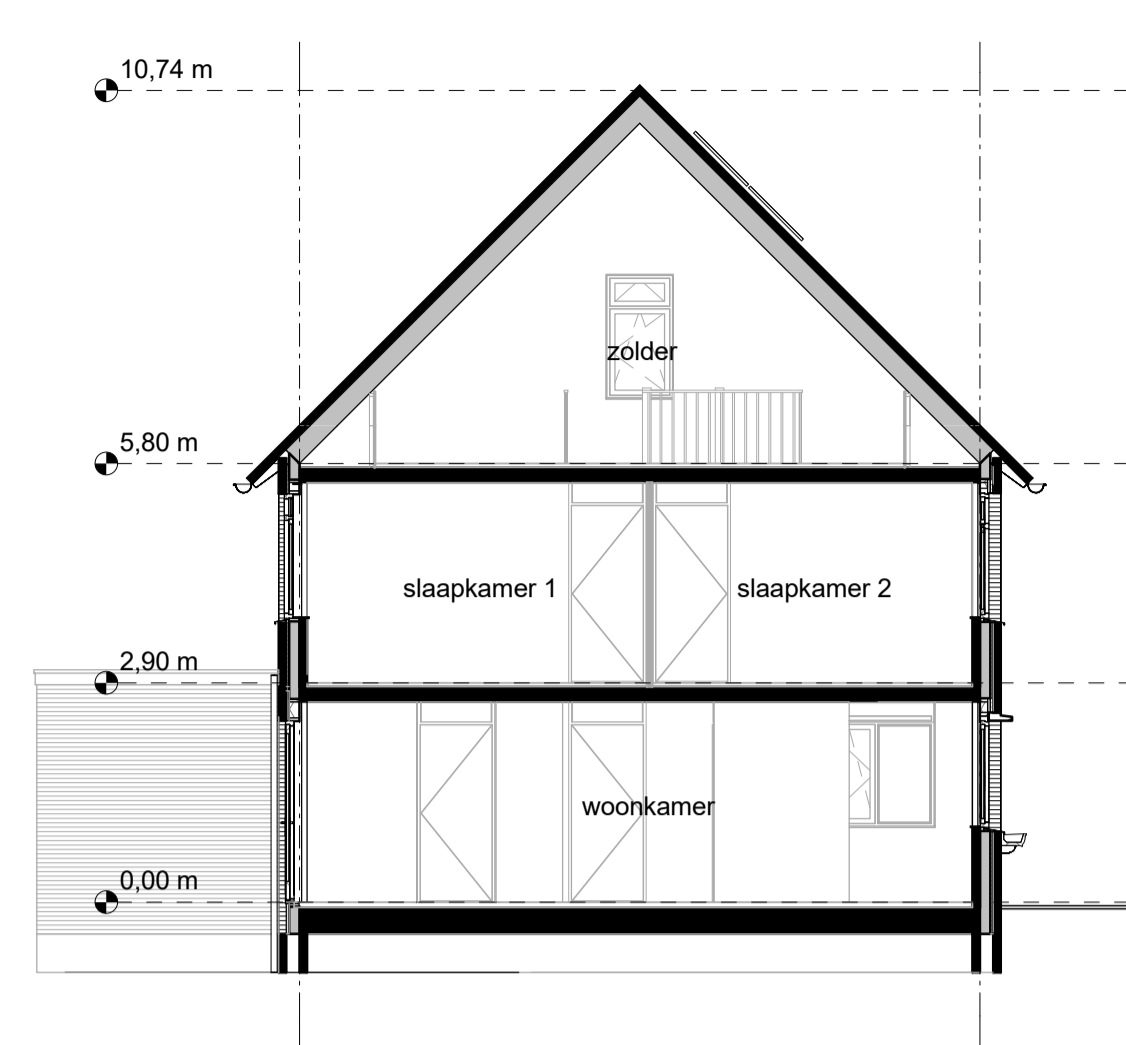 10,74 m
zolder
5,80 m
slaapkamer 1
slaapkamer 2
2,90 m
woonkamer
0,00 m